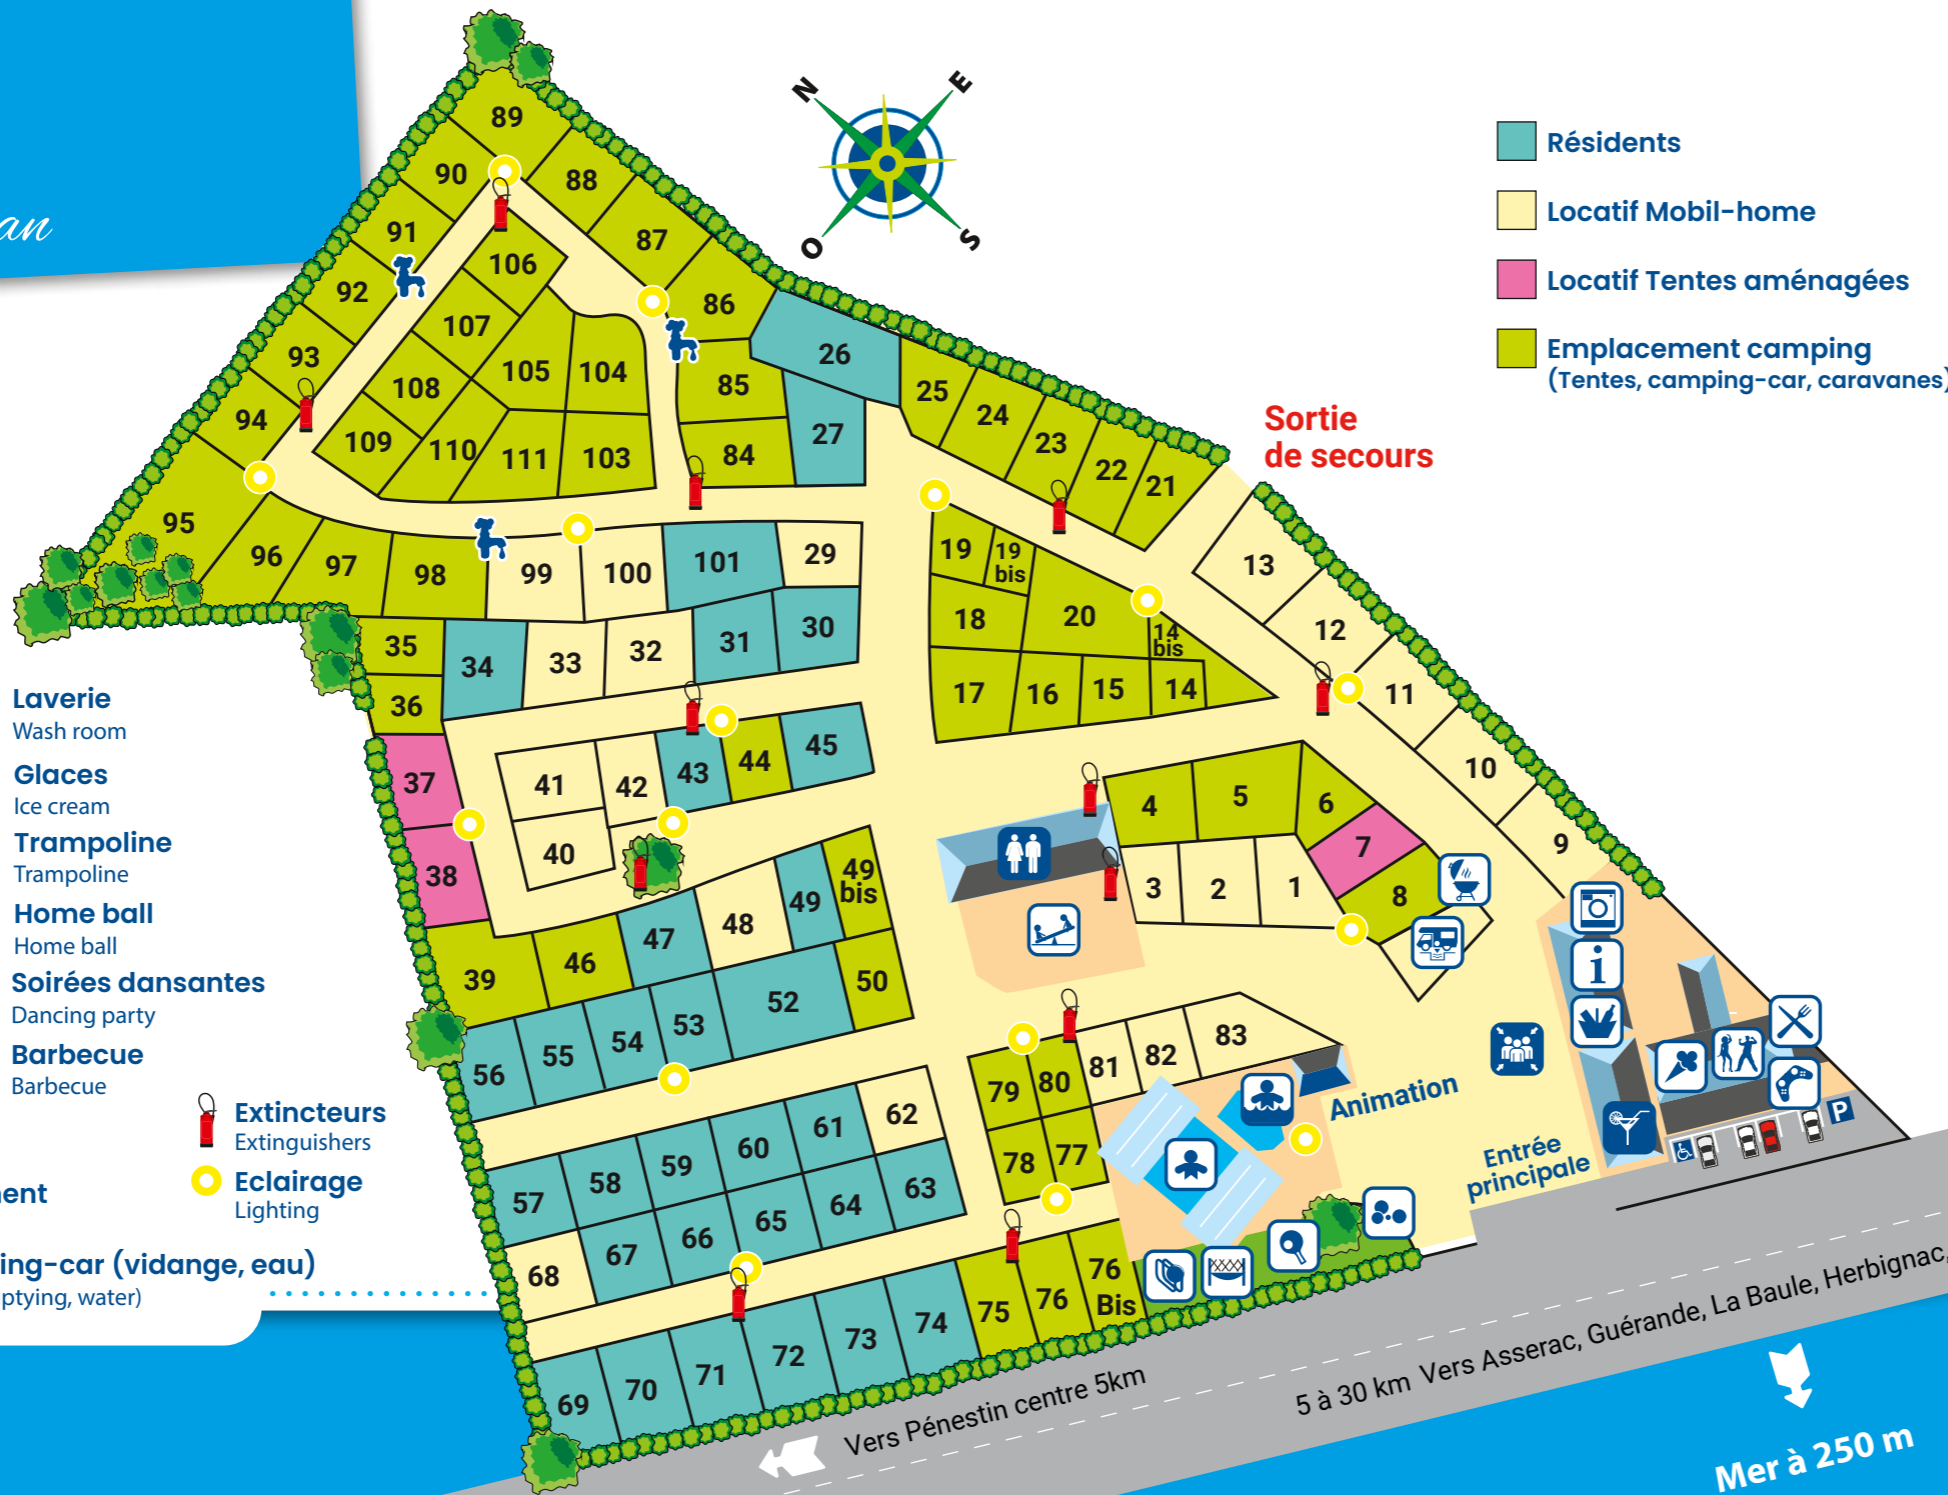 an
N
E
O
S
Résidents
Locatif Mobil-home
Locatif Tentes aménagées
Emplacement camping
(Tentes, camping-car, caravanes)
Sortie
de secours
89
90
88
91
87
106
92
86
107
26
93
105
104
85
25
108
24
94
27
109
110
111
103
84
23
22
21
95
96
97
98
99
100
101
29
19
19
bis
13
35
34
33
32
31
30
18
20
14
bis
12
36
17
16
15
14
11
37
41
42
43
44
45
10
38
40
4
5
6
7
9
39
46
47
48
49
49
bis
3
2
1
8
50
52
53
54
55
56
i
79
80
81
82
83
57
58
59
60
61
62
78
77
68
67
66
65
64
63
69
70
71
72
73
74
75
76
76
Bis
Animation
Entrée
principale
P
Laverie
Wash room
Glaces
Ice cream
Trampoline
Trampoline
Home ball
Home ball
Soirées dansantes
Dancing party
Barbecue
Barbecue
Extincteurs
Extinguishers
Eclairage
Lighting
ent
ing-car (vidange, eau)
ptying, water)
Vers Pénestin centre 5km
5 à 30 km Vers Asserac, Guérande, La Baule, Herbignac,
Mer à 250 m